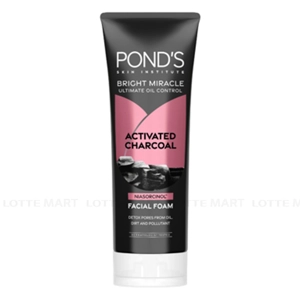 POND'S
SKIN INSTITUTE
BRIGHT MIRACLE
ULTIMATE OIL CONTROL
ACTIVATED
CHARCOAL
NIASORCINOL
FACIAL FOAM
DETOX PORES FROM OIL,
DIRT AND POLLUTANT
LOTTE MART
LOTTE MART